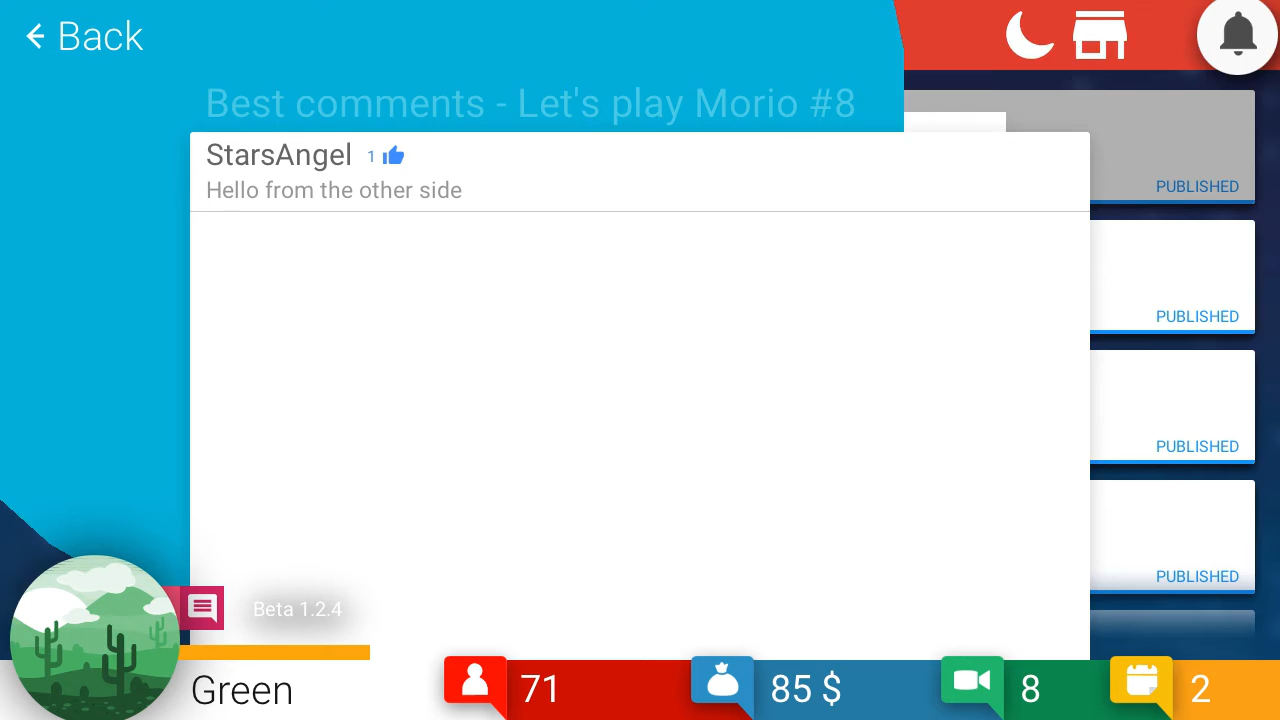 Back
Best comments - Let's play Morio #8
StarsAngel 1
Hello from the other side
PUBLISHED
PUBLISHED
PUBLISHED
PUBLISHED
Beta 1.2.4
Green 71 85 $ 8 2